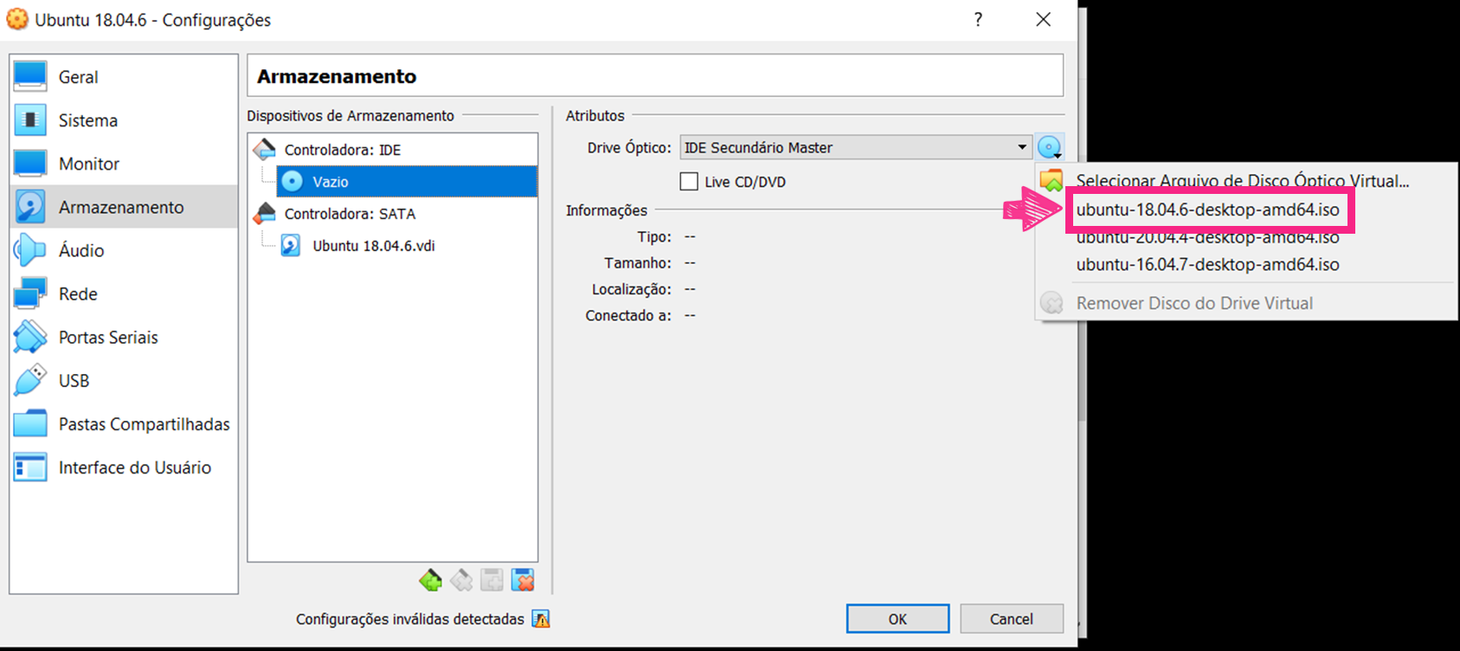 Ubuntu 18.04.6 - Configurações
?
Geral
Sistema
Monitor
Armazenamento
Áudio
Rede
Portas Seriais
USB
Pastas Compartilhadas
Interface do Usuário
Armazenamento
Dispositivos de Armazenamento
Controladora: IDE
Vazio
Controladora: SATA
Ubuntu 18.04.6.vdi
Atributos
Drive Óptico: IDE Secundário Master
Live CD/DVD
Informações
Tipo: --
Tamanho: --
Localização: --
Conectado a: --
Selecionar Arquivo de Disco Óptico Virtual...
ubuntu-18.04.6-desktop-amd64.iso
ubuntu-20.04.4-desktop-amd64.iso
ubuntu-16.04.7-desktop-amd64.iso
Remover Disco do Drive Virtual
Configurações inválidas detectadas
OK
Cancel